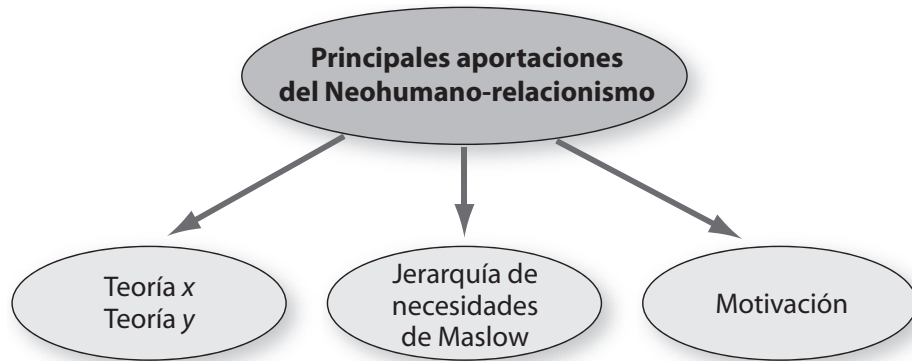 Principales aportaciones
del Neohumano-relacionismo
Teoría x
Teoría y
Jerarquía de
necesidades
de Maslow
Motivación